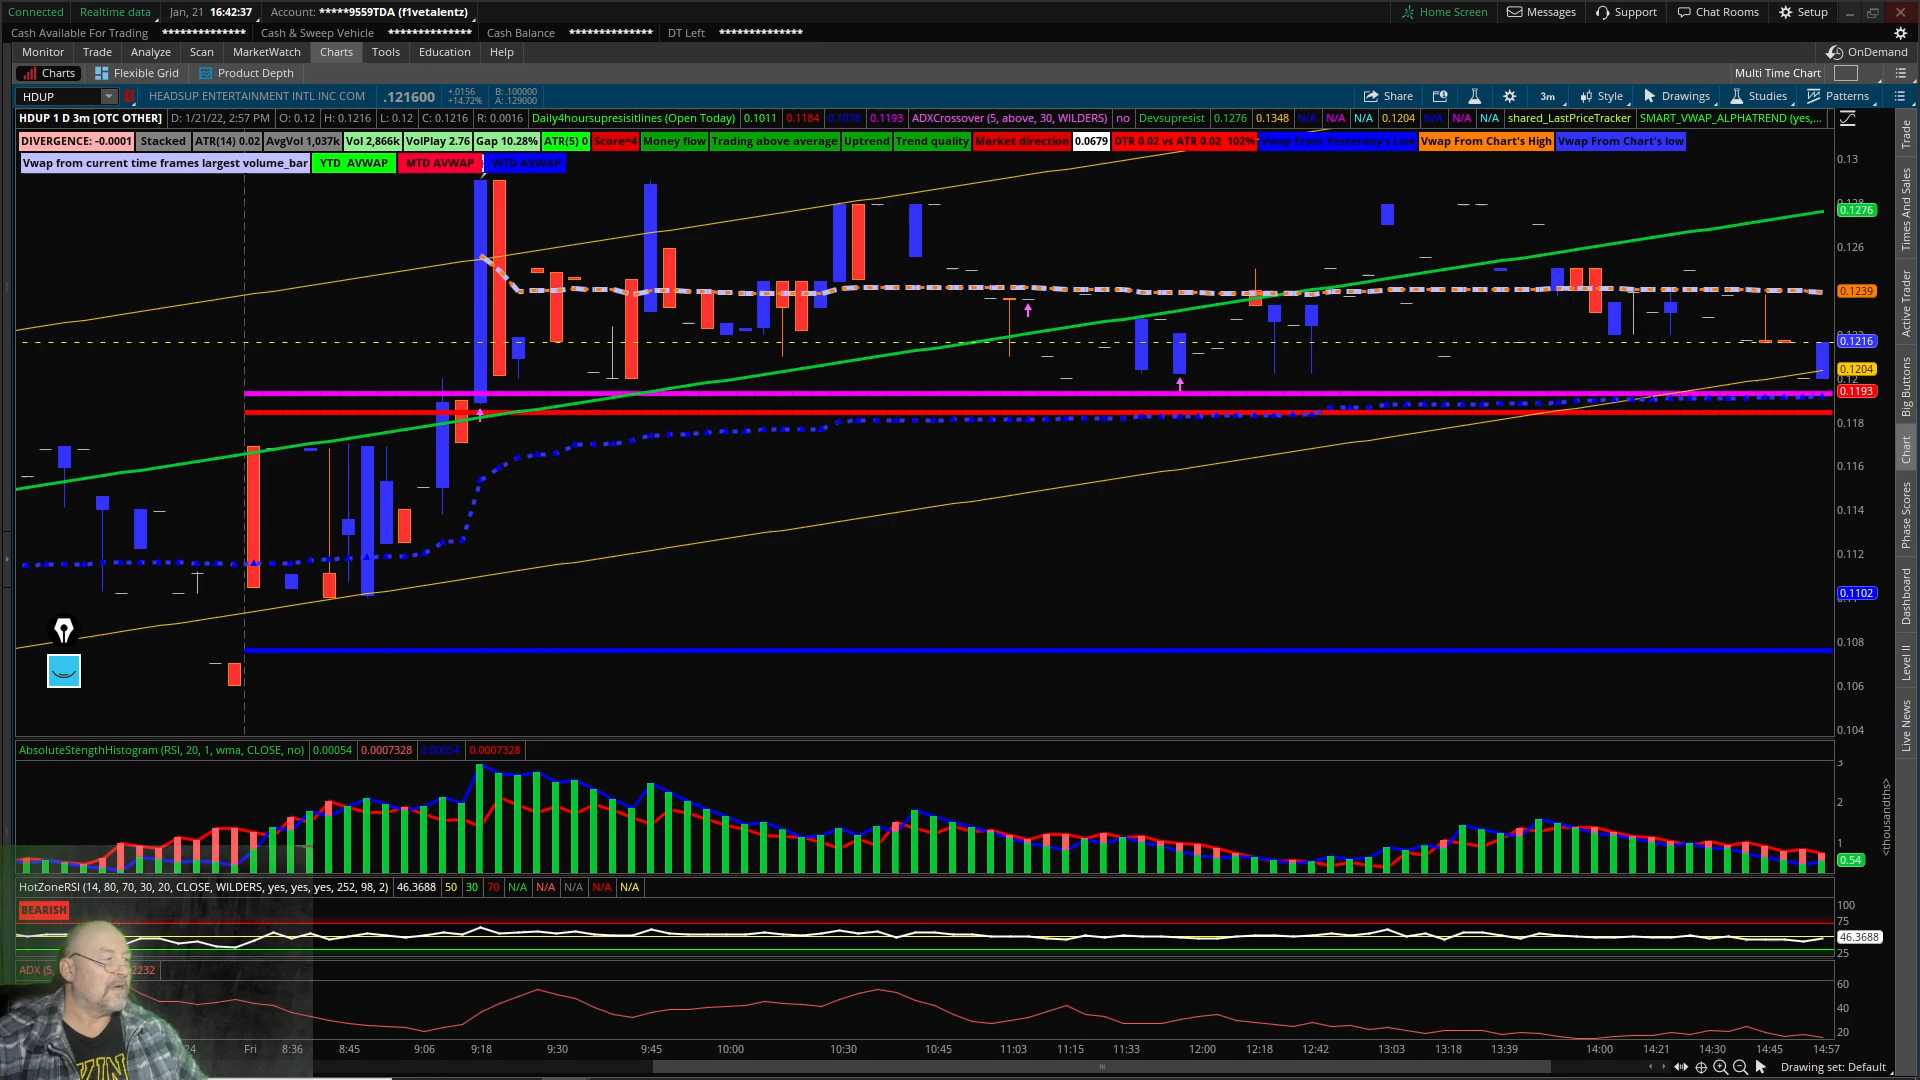 Connected Realtime data Jan, 21 16:42:37 Account: *****9559TDA (f1vetalentz) Home Screen Messages Support Chat Rooms Setup
Cash Available For Trading ************** Cash & Sweep Vehicle ************** Cash Balance ************** DT Left **************
Monitor Trade Analyze Scan MarketWatch Charts Tools Education Help OnDemand
Charts Flexible Grid Product Depth Multi Time Chart
HDUP HEADSUP ENTERTAINMENT INTL INC COM .121600 +.0156 +14.72% B: .100000 A: .129000 Share 3m Style Drawings Studies Patterns
HDUP 1 D 3m [OTC OTHER] D: 1/21/22, 2:57 PM O: 0.12 H: 0.1216 L: 0.12 C: 0.1216 R: 0.0016 Daily4hoursupresisitlines (Open Today) 0.1011 0.1184 0.1076 0.1193 ADXCrossover (5, above, 30, WILDERS) no Devsupresist 0.1276 0.1348 N/A N/A N/A 0.1204 N/A N/A N/A shared_LastPriceTracker SMART_VWAP_ALPHATREND (yes,...
DIVERGENCE: -0.0001 Stacked ATR(14) 0.02 AvgVol 1,037k Vol 2,866k VolPlay 2.76 Gap 10.28% ATR(5) 0 Score=4 Money flow Trading above average Uptrend Trend quality Market direction 0.0679 DTR 0.02 vs ATR 0.02 102% Vwap From Yesterday's Low Vwap From Chart's High Vwap From Chart's low
Vwap from current time frames largest volume_bar YTD AVWAP MTD AVWAP WTD AVWAP
0.13
0.1276
0.126
0.1239
0.1216
0.1204
0.12
0.1193
0.118
0.116
0.114
0.112
0.1102
0.108
0.106
0.104
AbsoluteStengthHistogram (RSI, 20, 1, wma, CLOSE, no) 0.00054 0.0007328 0.00054 0.0007328
3
2
1
0.54
<thousandths>
HotZoneRSI (14, 80, 70, 30, 20, CLOSE, WILDERS, yes, yes, yes, 252, 98, 2) 46.3688 50 30 70 N/A N/A N/A N/A N/A
BEARISH
100
75
46.3688
25
ADX (5, 2232
60
40
20
24 Fri 8:36 8:45 9:06 9:18 9:30 9:45 10:00 10:30 10:45 11:03 11:15 11:33 12:00 12:18 12:42 13:03 13:18 13:39 14:00 14:21 14:30 14:45 14:57
Drawing set: Default
Trade
Times And Sales
Active Trader
Big Buttons
Chart
Phase Scores
Dashboard
Level II
Live News